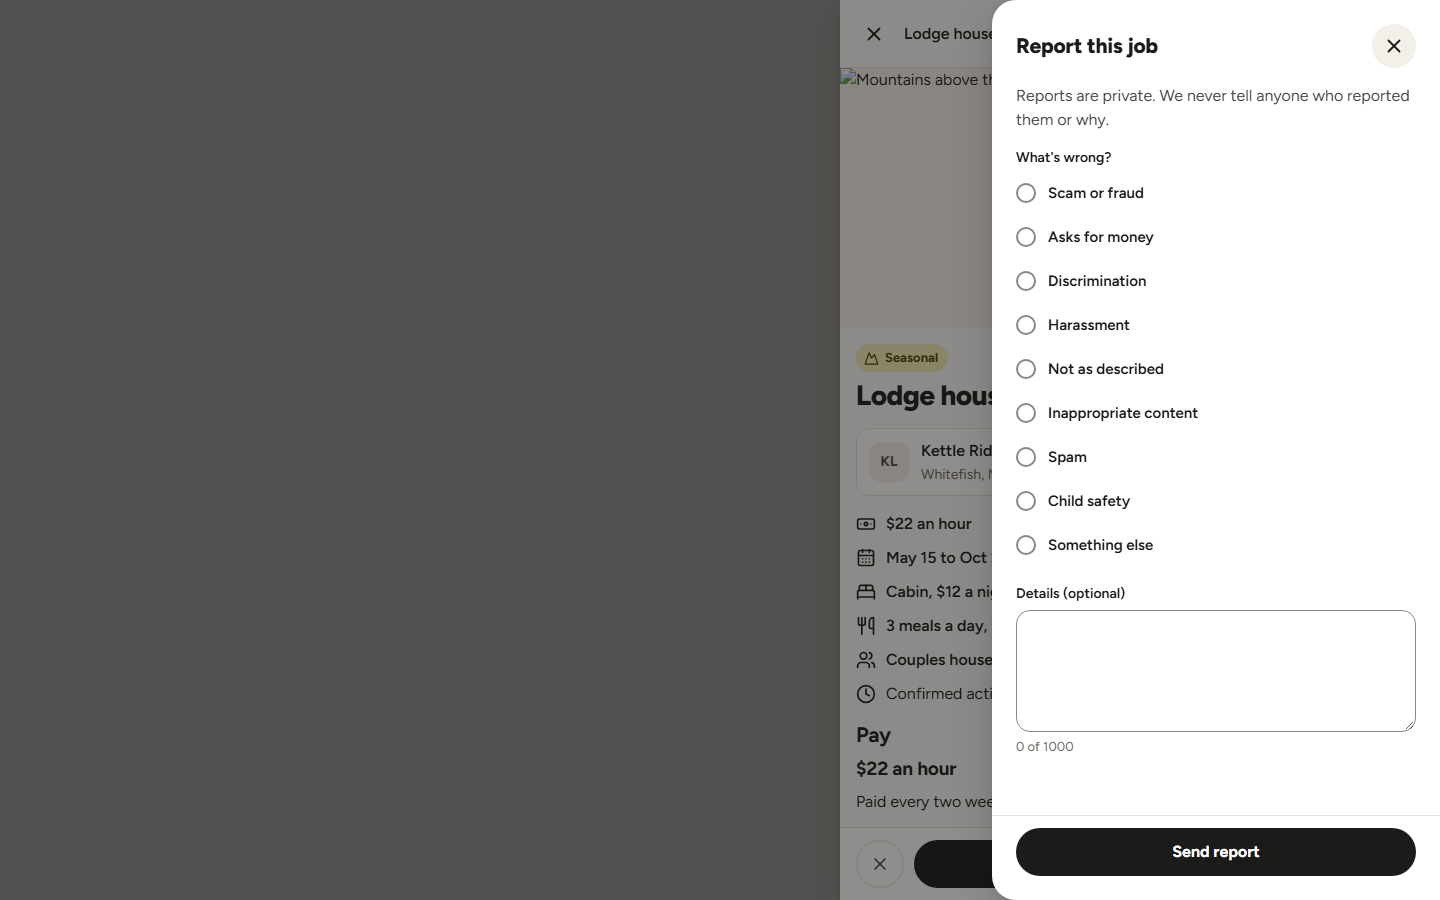 Lodge house
Mountains above th
Seasonal
Lodge hous
KL
Kettle Rid
Whitefish,
$22 an hour
May 15 to Oct
Cabin, $12 a nig
3 meals a day,
Couples house
Confirmed acti
Pay
$22 an hour
Paid every two wee
Report this job
Reports are private. We never tell anyone who reported
them or why.
What's wrong?
Scam or fraud
Asks for money
Discrimination
Harassment
Not as described
Inappropriate content
Spam
Child safety
Something else
Details (optional)
0 of 1000
Send report